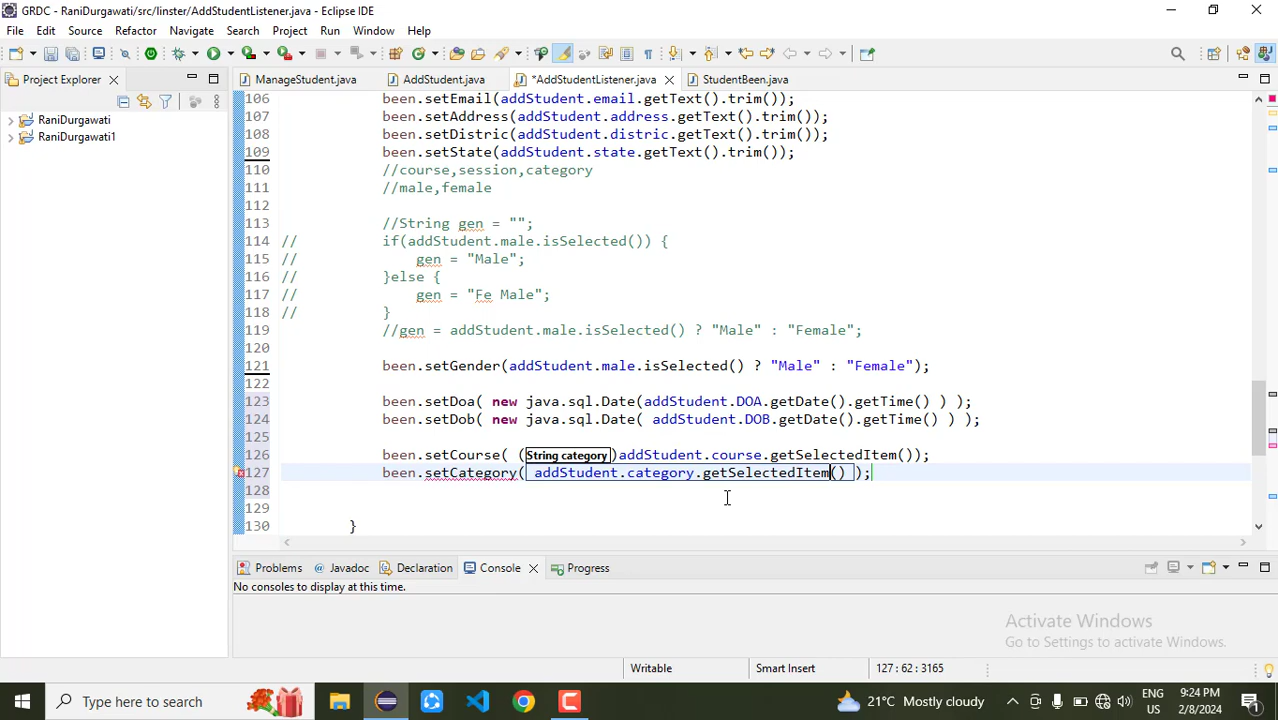 GRDC - RaniDurgawati/src/linster/AddStudentListener.java - Eclipse IDE
File Edit Source Refactor Navigate Search Project Run Window Help
Project Explorer
ManageStudent.java AddStudent.java *AddStudentListener.java StudentBeen.java
RaniDurgawati
RaniDurgawati1
106 been.setEmail(addStudent.email.getText().trim());
107 been.setAddress(addStudent.address.getText().trim());
108 been.setDistric(addStudent.distric.getText().trim());
109 been.setState(addStudent.state.getText().trim());
110 //course,session,category
111 //male,female
112
113 //String gen = "";
114 // if(addStudent.male.isSelected()) {
115 // gen = "Male";
116 // }else {
117 // gen = "Fe Male";
118 // }
119 //gen = addStudent.male.isSelected() ? "Male" : "Female";
120
121 been.setGender(addStudent.male.isSelected() ? "Male" : "Female");
122
123 been.setDoa( new java.sql.Date(addStudent.DOA.getDate().getTime() ) );
124 been.setDob( new java.sql.Date( addStudent.DOB.getDate().getTime() ) );
125
126 been.setCourse( (String category)addStudent.course.getSelectedItem());
127 been.setCategory( addStudent.category.getSelectedItem() );
128
129
130 }
Problems Javadoc Declaration Console Progress
No consoles to display at this time.
Activate Windows
Go to Settings to activate Windows.
Writable Smart Insert 127 : 62 : 3165
Type here to search 21°C Mostly cloudy ENG US 9:24 PM 2/8/2024 1